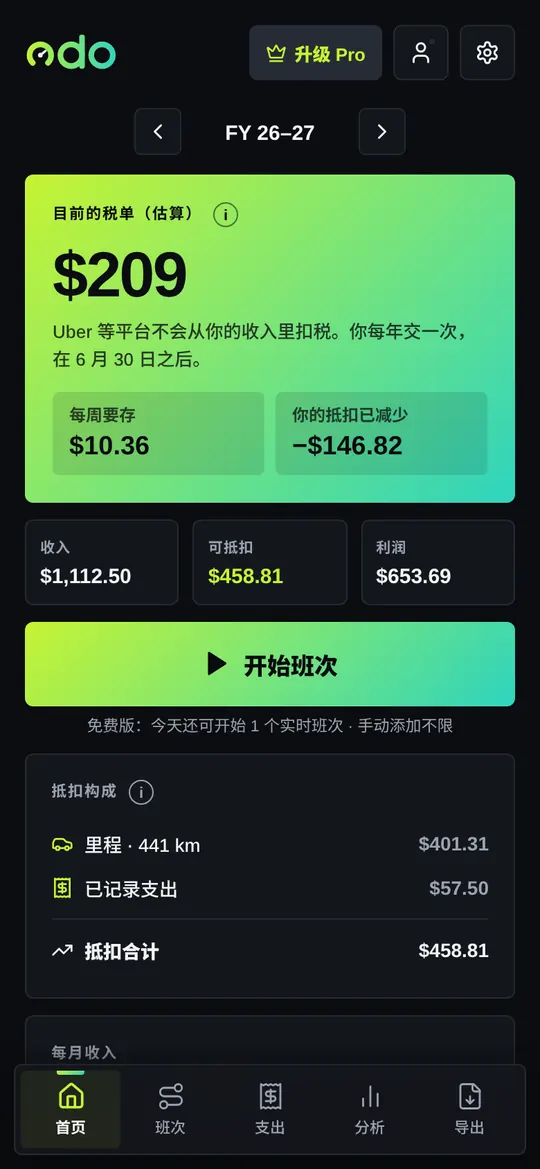 odo
升级 Pro
FY 26–27
目前的税单（估算）
$209
Uber 等平台不会从你的收入里扣税。你每年交一次，
在 6 月 30 日之后。
每周要存
$10.36
你的抵扣已减少
−$146.82
收入
$1,112.50
可抵扣
$458.81
利润
$653.69
开始班次
免费版：今天还可开始 1 个实时班次 · 手动添加不限
抵扣构成
里程 · 441 km
$401.31
已记录支出
$57.50
抵扣合计
$458.81
每月收入
首页
班次
支出
分析
导出